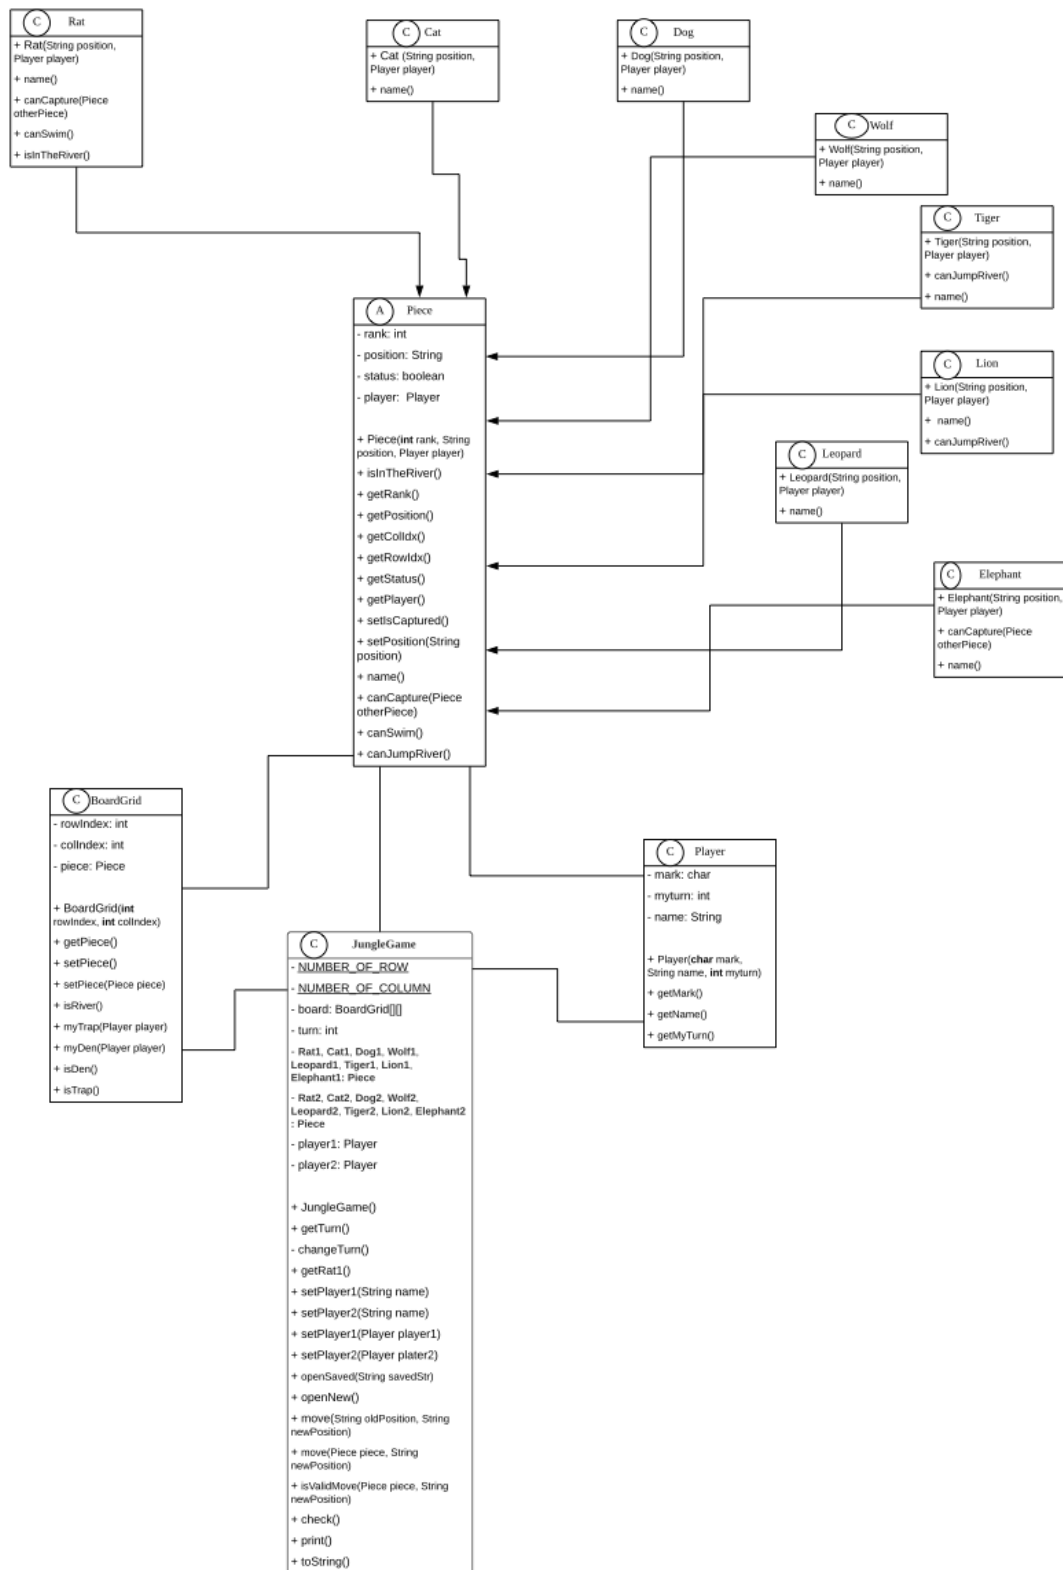 C Rat
+ Rat(String position,
Player player)
+ name()
+ canCapture(Piece
otherPiece)
+ canSwim()
+ isInTheRiver()
C Cat
+ Cat (String position,
Player player)
+ name()
C Dog
+ Dog(String position,
Player player)
+ name()
C Wolf
+ Wolf(String position,
Player player)
+ name()
C Tiger
+ Tiger(String position,
Player player)
+ canJumpRiver()
+ name()
C Lion
+ Lion(String position,
Player player)
+ name()
+ canJumpRiver()
C Leopard
+ Leopard(String position,
Player player)
+ name()
C Elephant
+ Elephant(String position,
Player player)
+ canCapture(Piece
otherPiece)
+ name()
A Piece
- rank: int
- position: String
- status: boolean
- player: Player
+ Piece(int rank, String
position, Player player)
+ isInTheRiver()
+ getRank()
+ getPosition()
+ getColIdx()
+ getRowIdx()
+ getStatus()
+ getPlayer()
+ setIsCaptured()
+ setPosition(String
position)
+ name()
+ canCapture(Piece
otherPiece)
+ canSwim()
+ canJumpRiver()
C BoardGrid
- rowIndex: int
- colIndex: int
- piece: Piece
+ BoardGrid(int
rowIndex, int colIndex)
+ getPiece()
+ setPiece()
+ setPiece(Piece piece)
+ isRiver()
+ myTrap(Player player)
+ myDen(Player player)
+ isDen()
+ isTrap()
C Player
- mark: char
- myturn: int
- name: String
+ Player(char mark,
String name, int myturn)
+ getMark()
+ getName()
+ getMyTurn()
C JungleGame
- NUMBER_OF_ROW
- NUMBER_OF_COLUMN
- board: BoardGrid[][]
- turn: int
- Rat1, Cat1, Dog1, Wolf1,
Leopard1, Tiger1, Lion1,
Elephant1: Piece
- Rat2, Cat2, Dog2, Wolf2,
Leopard2, Tiger2, Lion2, Elephant2
: Piece
- player1: Player
- player2: Player
+ JungleGame()
+ getTurn()
- changeTurn()
+ getRat1()
+ setPlayer1(String name)
+ setPlayer2(String name)
+ setPlayer1(Player player1)
+ setPlayer2(Player plater2)
+ openSaved(String savedStr)
+ openNew()
+ move(String oldPosition, String
newPosition)
+ move(Piece piece, String
newPosition)
+ isValidMove(Piece piece, String
newPosition)
+ check()
+ print()
+ toString()